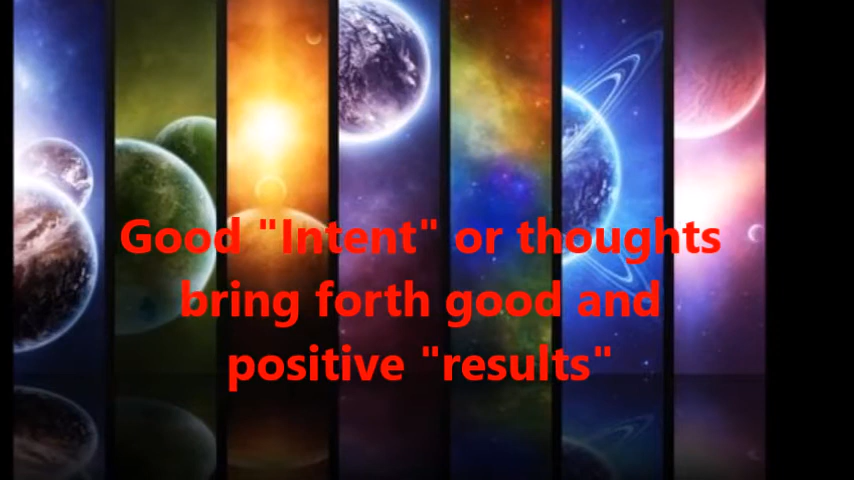 Good "Intent" or thoughts
bring forth good and
positive "results"